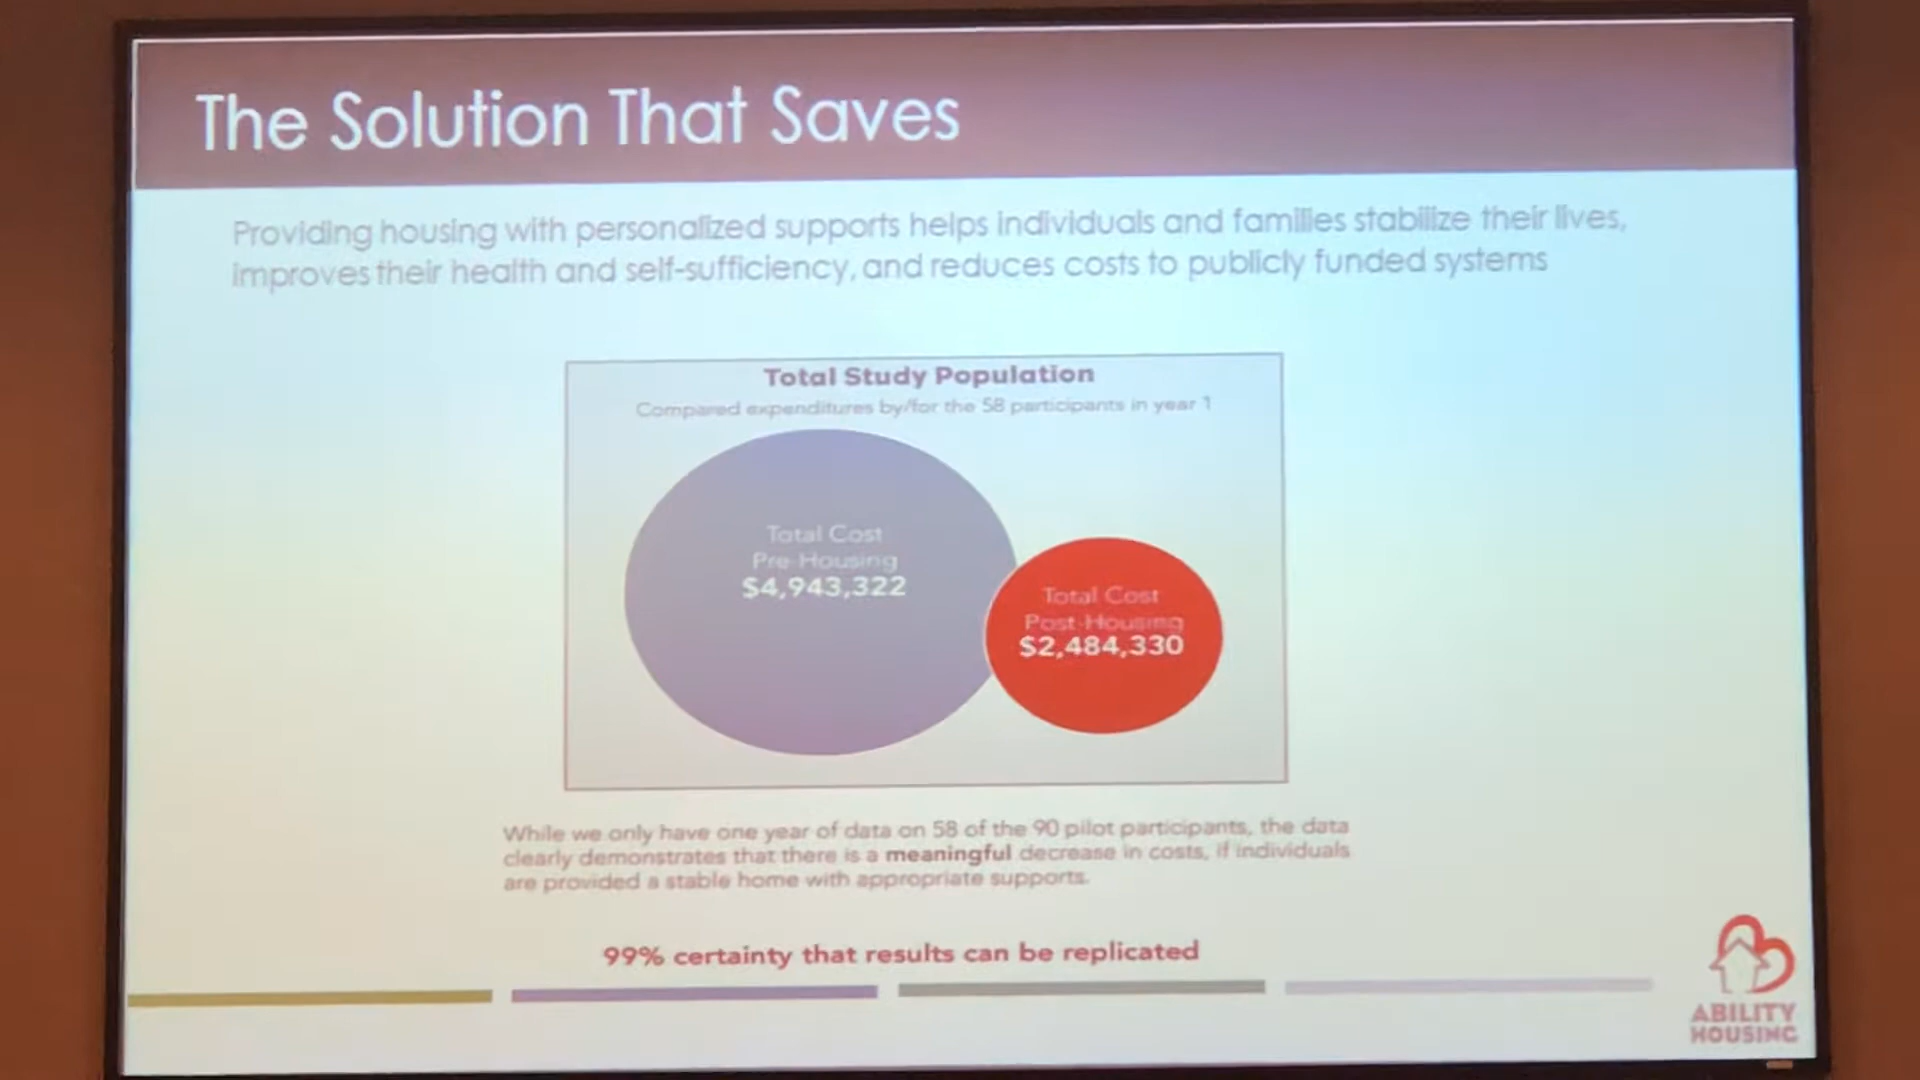 The Solution That Saves
Providing housing with personalized supports helps individuals and families stabilize their lives,
improves their health and self-sufficiency, and reduces costs to publicly funded systems
Total Study Population
Compared expenditures by/for the 58 participants in year 1
Total Cost
Pre-Housing
$4,943,322
Total Cost
Post-Housing
$2,484,330
While we only have one year of data on 58 of the 90 pilot participants, the data
clearly demonstrates that there is a meaningful decrease in costs, if individuals
are provided a stable home with appropriate supports.
99% certainty that results can be replicated
ABILITY
HOUSING